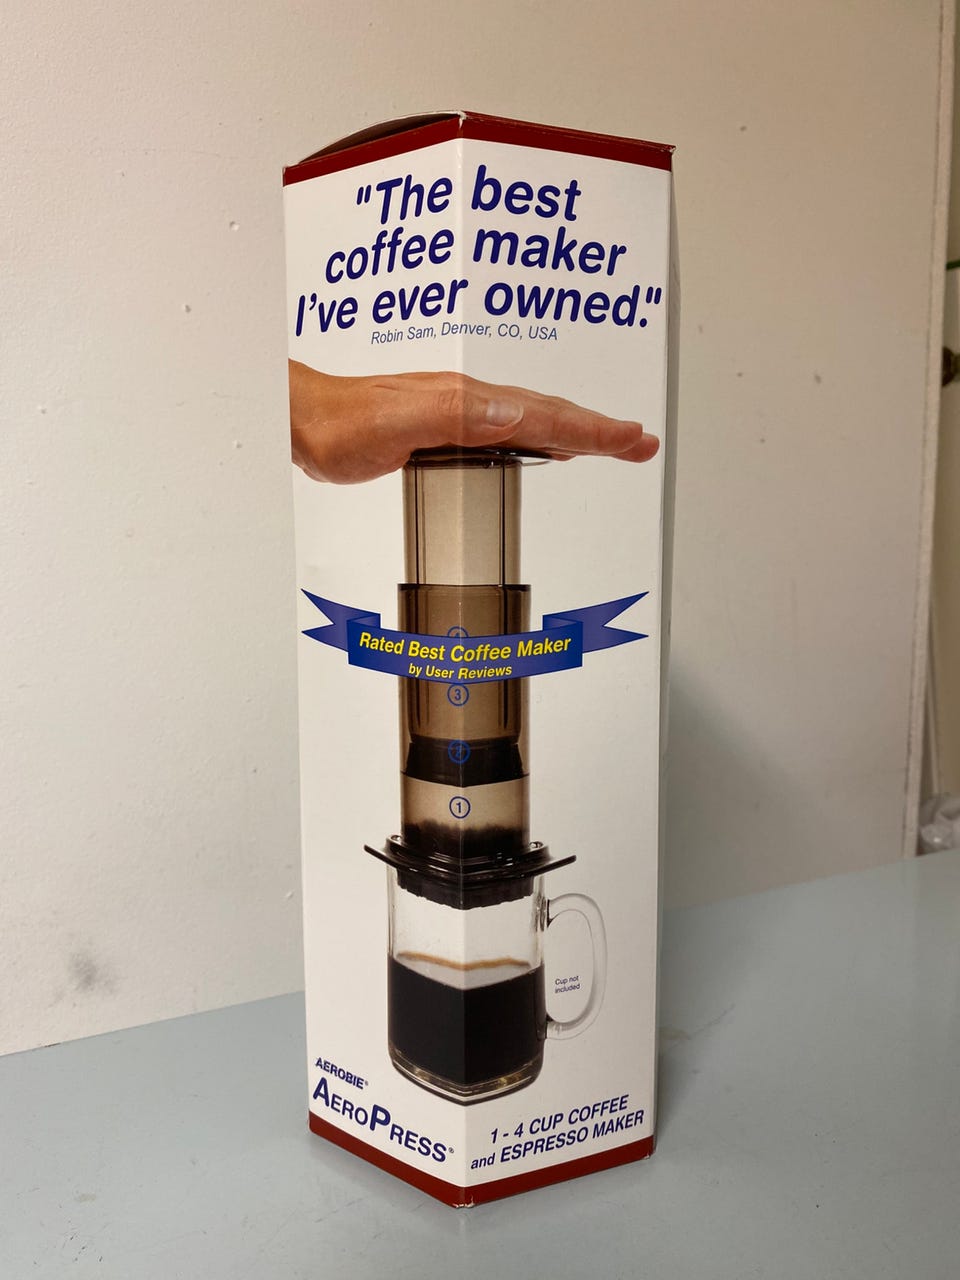 "The best
coffee maker
I've ever owned."
Robin Sam, Denver, CO, USA
Rated Best Coffee Maker
by User Reviews
3
2
1
Cup not
included
AEROBIE®
AEROPRESS®
1 - 4 CUP COFFEE
and ESPRESSO MAKER